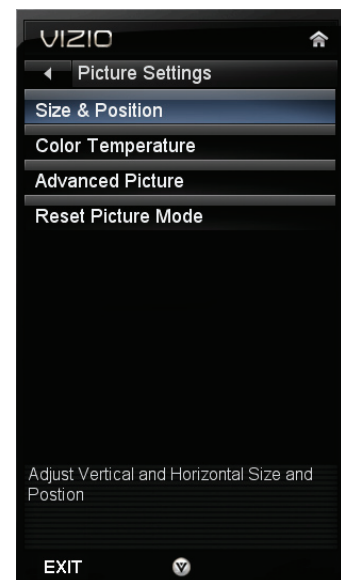 VIZIO
Picture Settings
Size & Position
Color Temperature
Advanced Picture
Reset Picture Mode
Adjust Vertical and Horizontal Size and
Postion
EXIT
V